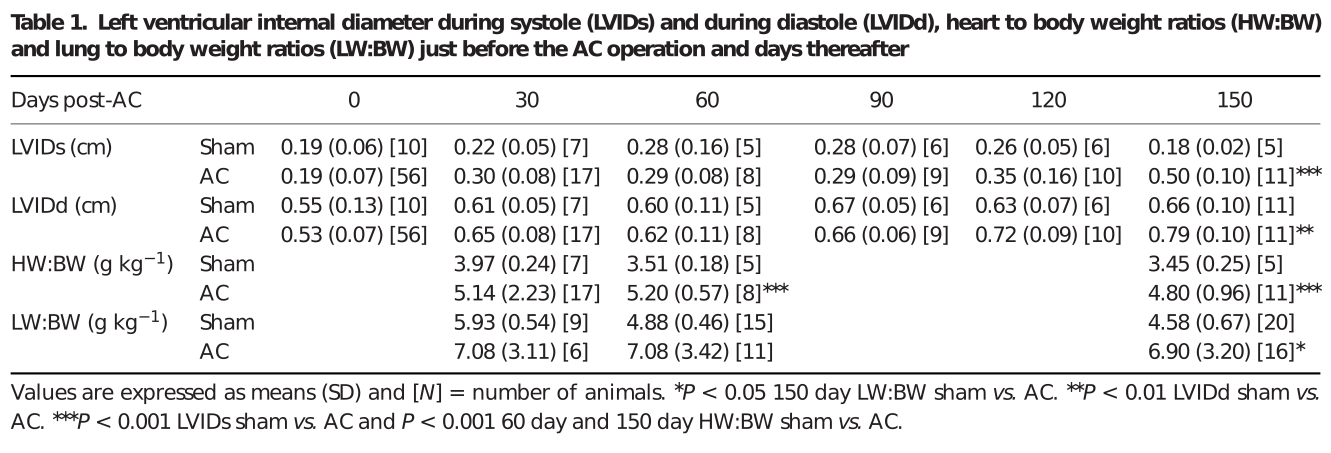 Table 1. Left ventricular internal diameter during systole (LVIDs) and during diastole (LVIDd), heart to body weight ratios (HW:BW)
and lung to body weight ratios (LW:BW) just before the AC operation and days thereafter
Days post-AC 0 30 60 90 120 150
LVIDs (cm) Sham 0.19 (0.06) [10] 0.22 (0.05) [7] 0.28 (0.16) [5] 0.28 (0.07) [6] 0.26 (0.05) [6] 0.18 (0.02) [5]
AC 0.19 (0.07) [56] 0.30 (0.08) [17] 0.29 (0.08) [8] 0.29 (0.09) [9] 0.35 (0.16) [10] 0.50 (0.10) [11]***
LVIDd (cm) Sham 0.55 (0.13) [10] 0.61 (0.05) [7] 0.60 (0.11) [5] 0.67 (0.05) [6] 0.63 (0.07) [6] 0.66 (0.10) [11]
AC 0.53 (0.07) [56] 0.65 (0.08) [17] 0.62 (0.11) [8] 0.66 (0.06) [9] 0.72 (0.09) [10] 0.79 (0.10) [11]**
HW:BW (g kg⁻¹) Sham 3.97 (0.24) [7] 3.51 (0.18) [5] 3.45 (0.25) [5]
AC 5.14 (2.23) [17] 5.20 (0.57) [8]*** 4.80 (0.96) [11]***
LW:BW (g kg⁻¹) Sham 5.93 (0.54) [9] 4.88 (0.46) [15] 4.58 (0.67) [20]
AC 7.08 (3.11) [6] 7.08 (3.42) [11] 6.90 (3.20) [16]*
Values are expressed as means (SD) and [N] = number of animals. *P < 0.05 150 day LW:BW sham vs. AC. **P < 0.01 LVIDd sham vs.
AC. ***P < 0.001 LVIDs sham vs. AC and P < 0.001 60 day and 150 day HW:BW sham vs. AC.